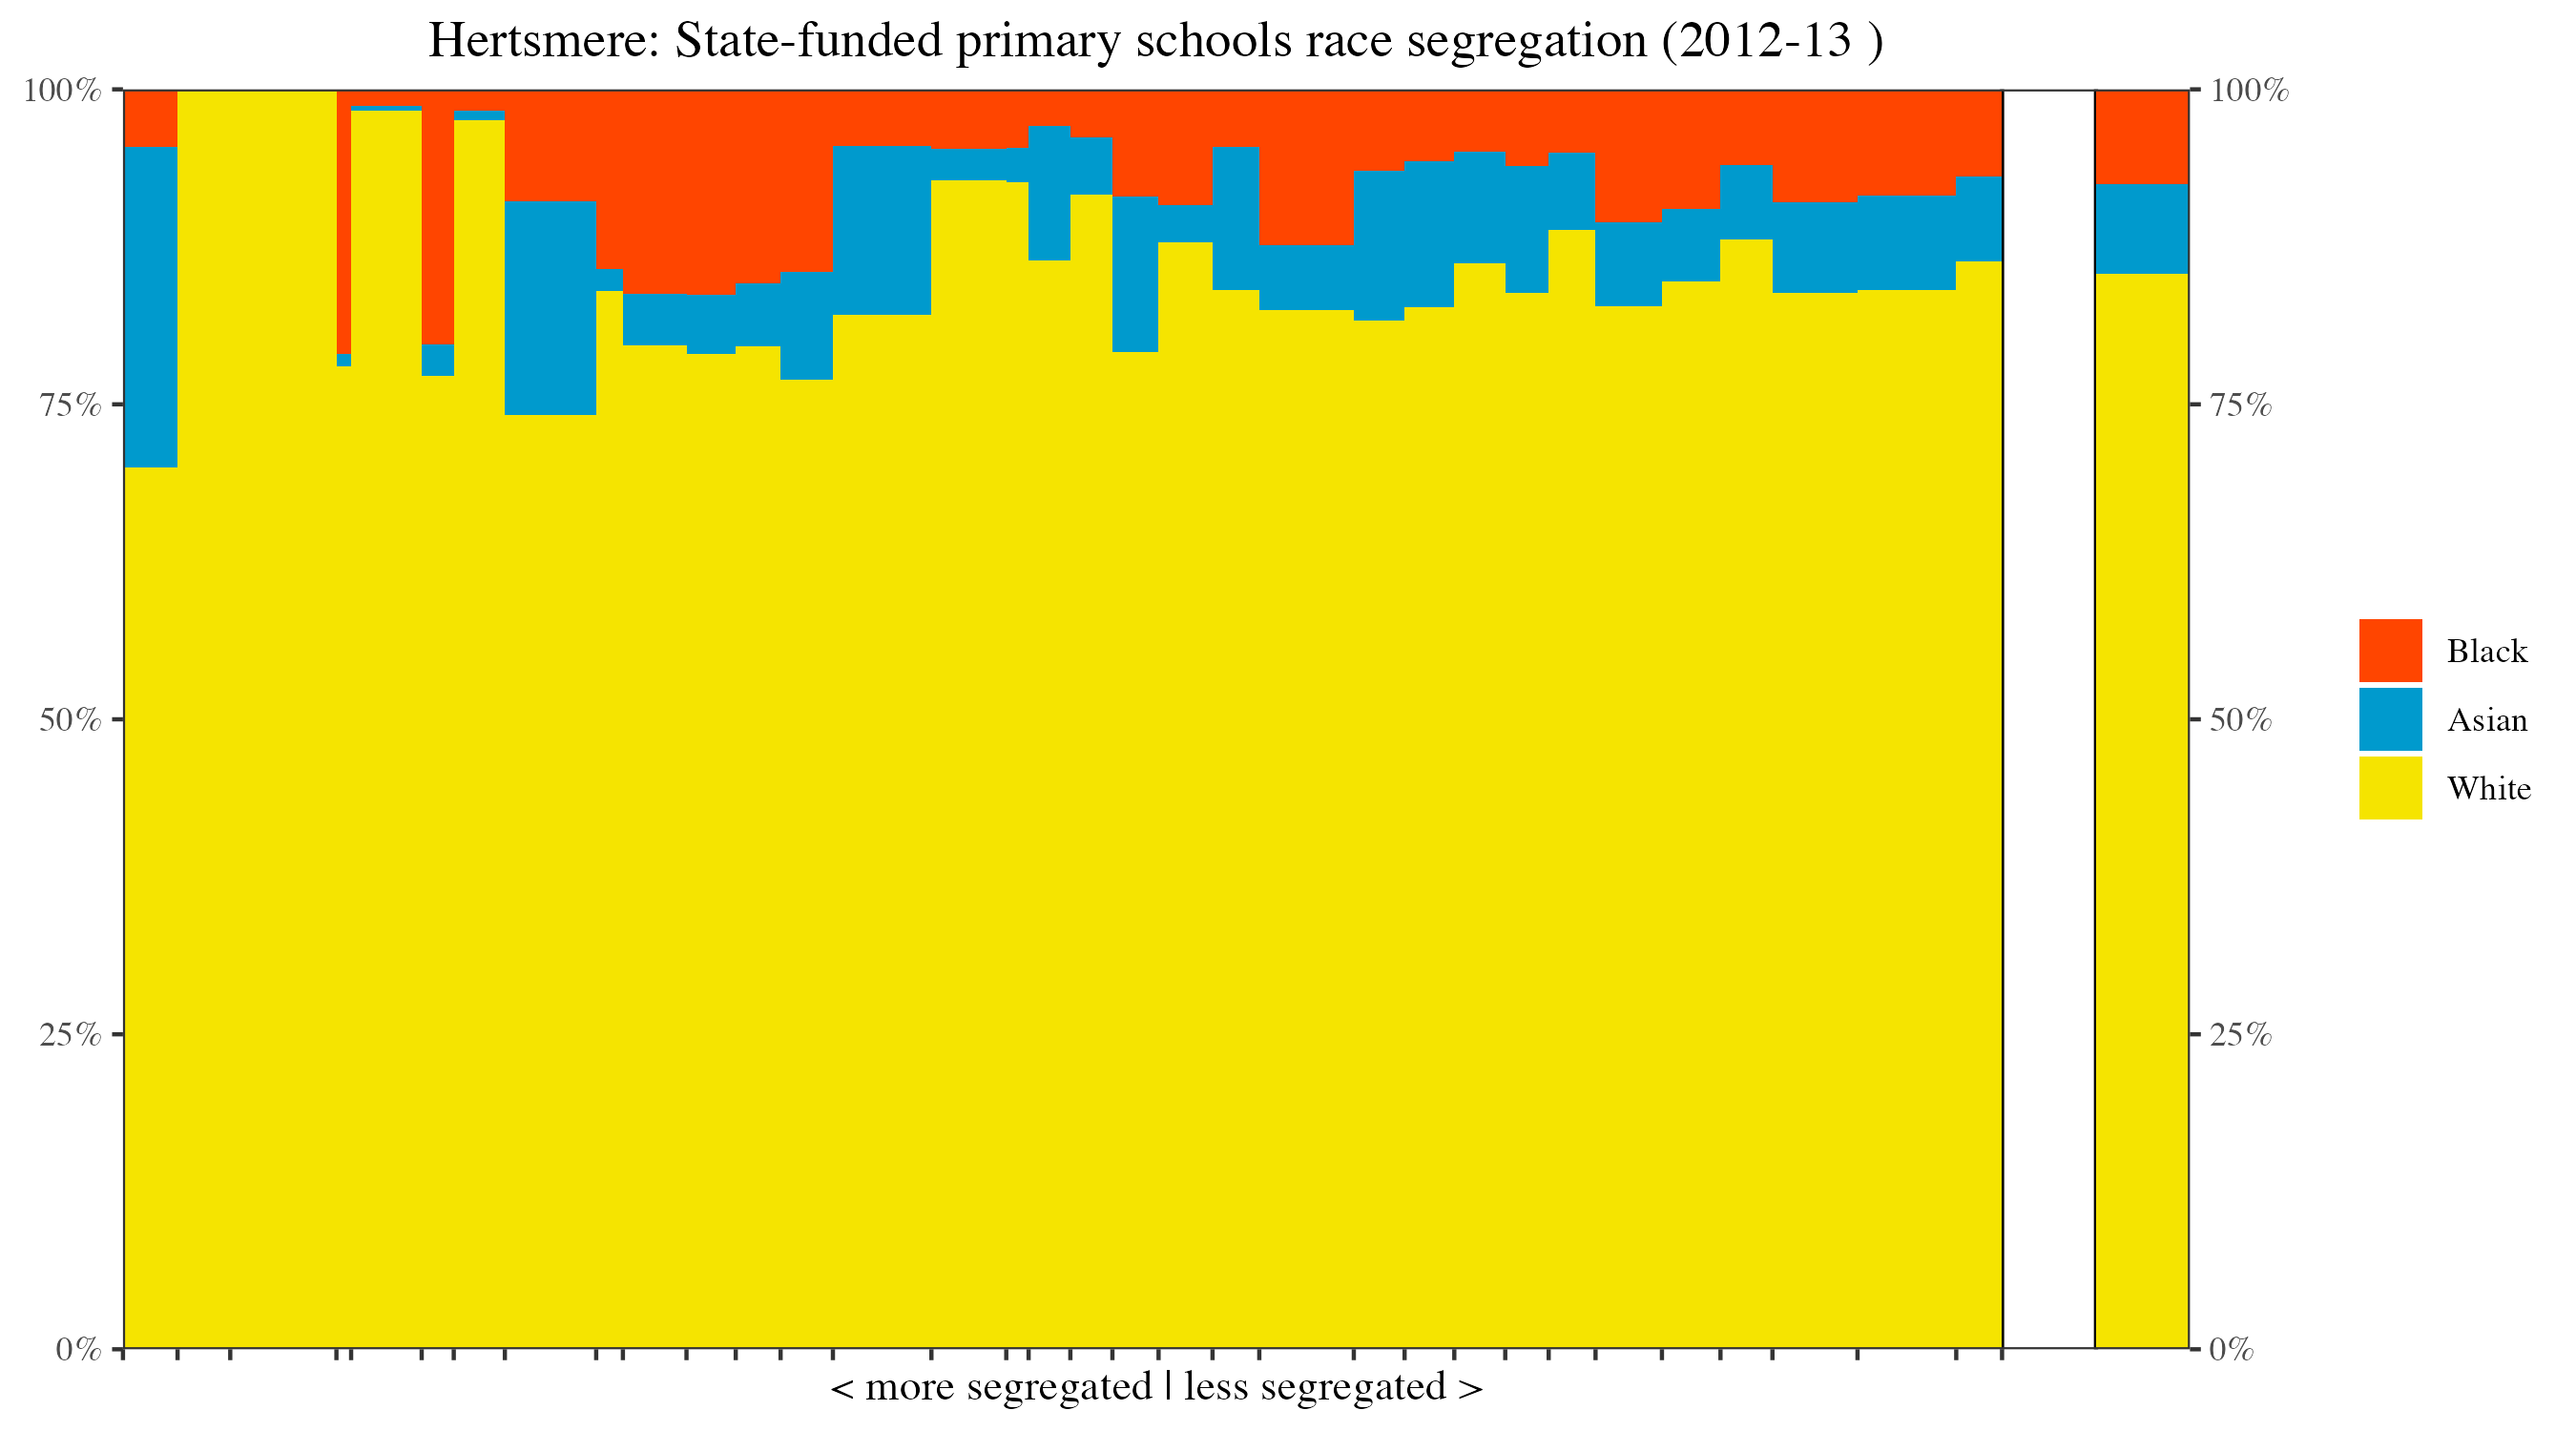 Hertsmere: State-funded primary schools race segregation (2012-13 )
100%
75%
50%
25%
0%
100%
75%
50%
25%
0%
Black
Asian
White
< more segregated | less segregated >